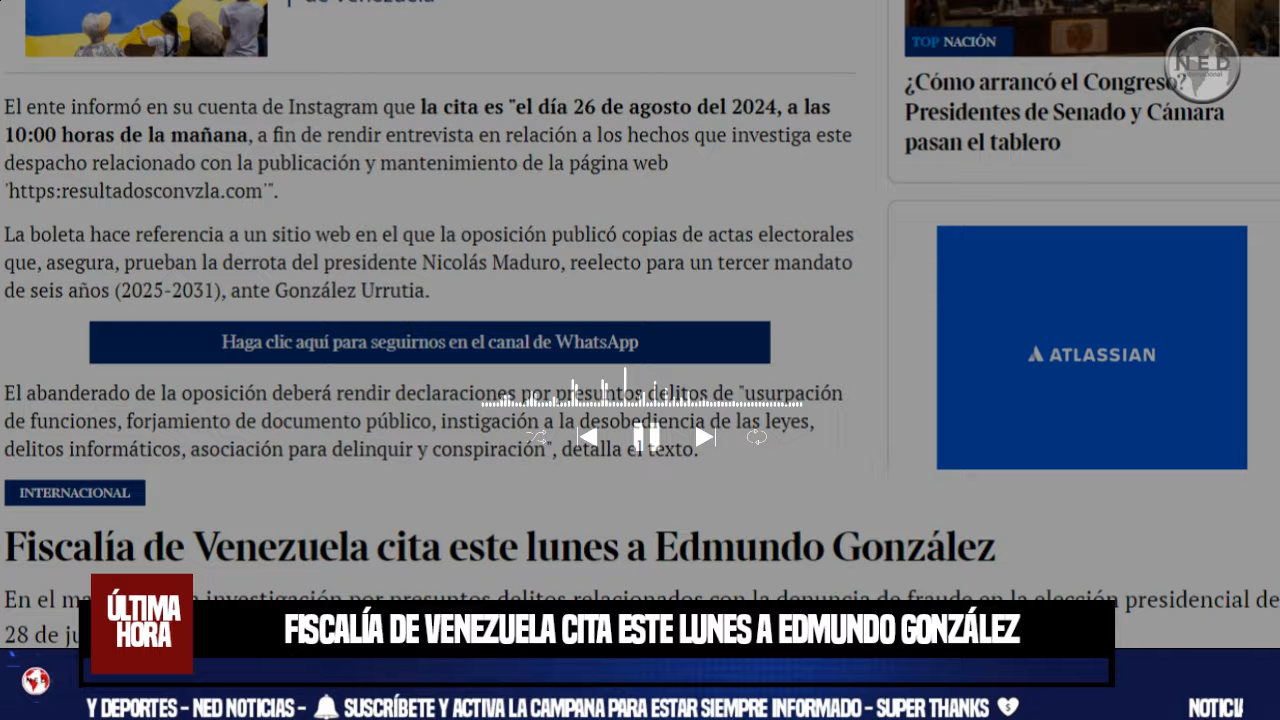 de Venezuela
TOP NACIÓN
NED
International
¿Cómo arrancó el Congreso?
Presidentes de Senado y Cámara
pasan el tablero
El ente informó en su cuenta de Instagram que la cita es "el día 26 de agosto del 2024, a las
10:00 horas de la mañana, a fin de rendir entrevista en relación a los hechos que investiga este
despacho relacionado con la publicación y mantenimiento de la página web
'https:resultadosconvzla.com'".
La boleta hace referencia a un sitio web en el que la oposición publicó copias de actas electorales
que, asegura, prueban la derrota del presidente Nicolás Maduro, reelecto para un tercer mandato
de seis años (2025-2031), ante González Urrutia.
Haga clic aquí para seguirnos en el canal de WhatsApp
ATLASSIAN
El abanderado de la oposición deberá rendir declaraciones por presuntos delitos de "usurpación
de funciones, forjamiento de documento público, instigación a la desobediencia de las leyes,
delitos informáticos, asociación para delinquir y conspiración", detalla el texto.
INTERNACIONAL
Fiscalía de Venezuela cita este lunes a Edmundo González
En el investigación por presuntos delitos relacionados con la denuncia de fraude en la elección presidencial de
28 de
ÚLTIMA
HORA
FISCALÍA DE VENEZUELA CITA ESTE LUNES A EDMUNDO GONZÁLEZ
Y DEPORTES - NED NOTICIAS - SUSCRÍBETE Y ACTIVA LA CAMPANA PARA ESTAR SIEMPRE INFORMADO - SUPER THANKS